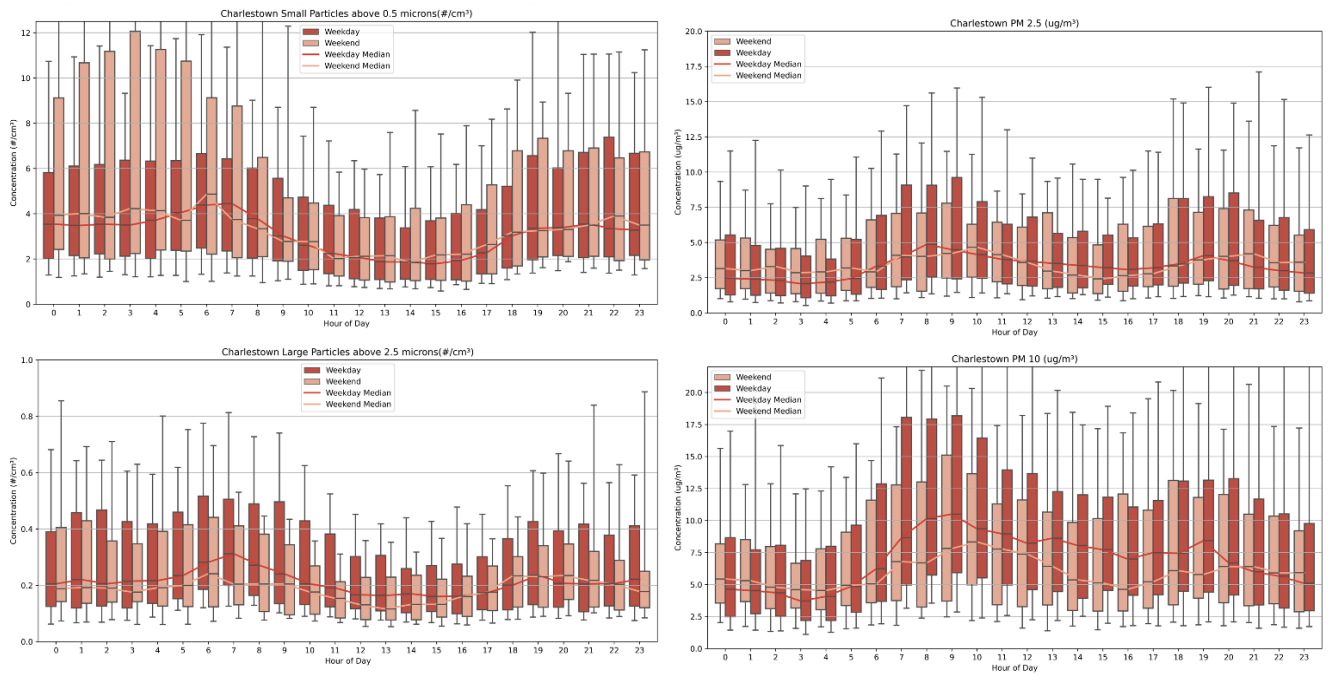 Charlestown Small Particles above 0.5 microns(#/cm³)
Weekday
Weekend
Weekday Median
Weekend Median
Concentration (#/cm³)
12
10
8
6
4
2
0
0 1 2 3 4 5 6 7 8 9 10 11 12 13 14 15 16 17 18 19 20 21 22 23
Hour of Day
Charlestown PM 2.5 (ug/m³)
Weekend
Weekday
Weekday Median
Weekend Median
Concentration (ug/m³)
20.0
17.5
15.0
12.5
10.0
7.5
5.0
2.5
0.0
0 1 2 3 4 5 6 7 8 9 10 11 12 13 14 15 16 17 18 19 20 21 22 23
Hour of Day
Charlestown Large Particles above 2.5 microns(#/cm³)
Weekday
Weekend
Weekday Median
Weekend Median
Concentration (#/cm³)
1.0
0.8
0.6
0.4
0.2
0.0
0 1 2 3 4 5 6 7 8 9 10 11 12 13 14 15 16 17 18 19 20 21 22 23
Hour of Day
Charlestown PM 10 (ug/m³)
Weekend
Weekday
Weekday Median
Weekend Median
Concentration (ug/m³)
20.0
17.5
15.0
12.5
10.0
7.5
5.0
2.5
0.0
0 1 2 3 4 5 6 7 8 9 10 11 12 13 14 15 16 17 18 19 20 21 22 23
Hour of Day